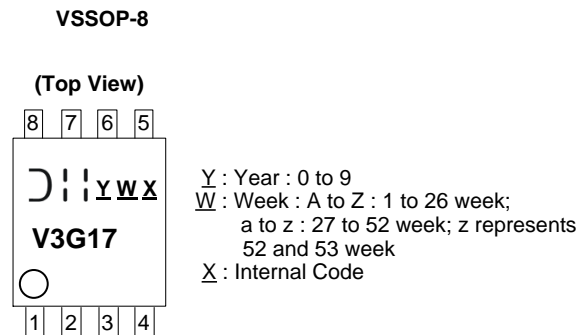 VSSOP-8
(Top View)
8 7 6 5
Y W X
V3G17
1 2 3 4
Y : Year : 0 to 9
W : Week : A to Z : 1 to 26 week;
a to z : 27 to 52 week; z represents
52 and 53 week
X : Internal Code